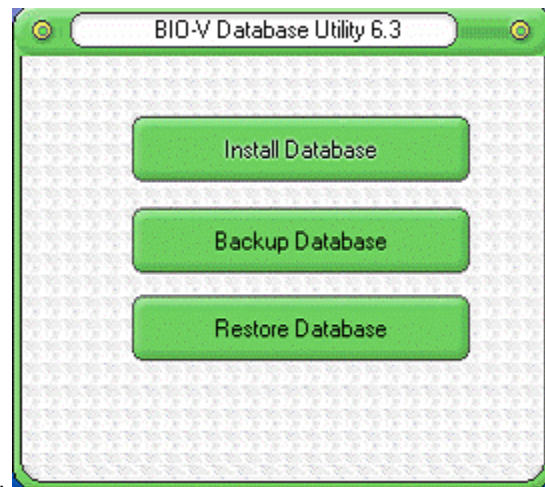 BIO-V Database Utility 6.3
Install Database
Backup Database
Restore Database